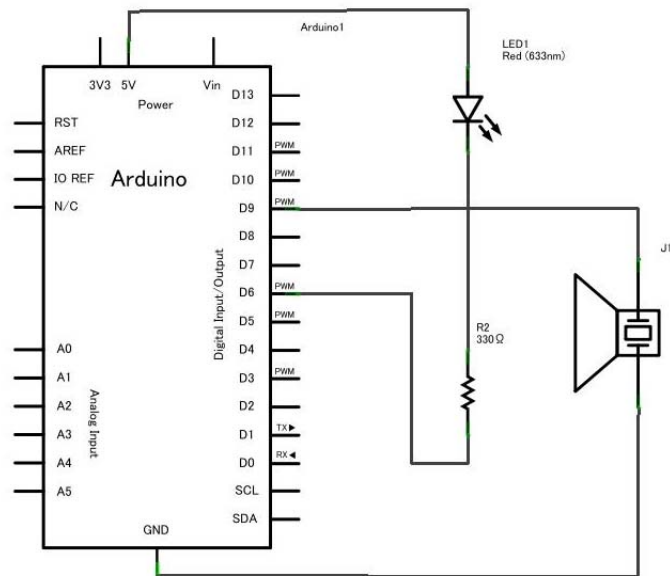 Arduino1
LED1
Red (633nm)
3V3
5V
Vin
Power
RST
AREF
IO REF
N/C
Arduino
D13
D12
D11
PWM
D10
PWM
D9
PWM
D8
D7
D6
PWM
D5
PWM
D4
D3
PWM
D2
D1
TX▶
D0
RX◀
SCL
SDA
Digital Input/Output
A0
A1
A2
A3
A4
A5
Analog Input
GND
R2
330Ω
J1